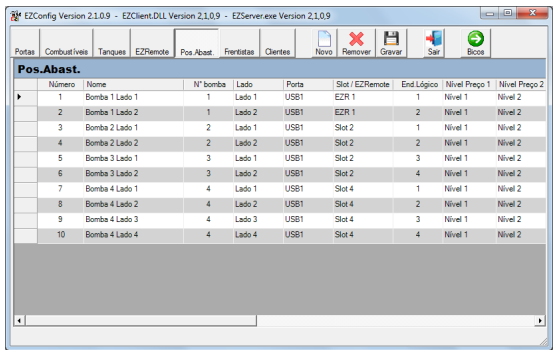 EZConfig Version 2.1.0.9 - EZClient.DLL Version 2,1,0,9 - EZServer.exe Version 2,1,0,9
Portas Combustíveis Tanques EZRemote Pos.Abast. Frentistas Clientes Novo Remover Gravar Sair Bicos
Pos.Abast.
Número Nome N° bomba Lado Porta Slot / EZRemote End.Lógico Nível Preço 1 Nível Preço 2
1 Bomba 1 Lado 1 1 Lado 1 USB1 EZR 1 1 Nível 1 Nível 2
2 Bomba 1 Lado 2 1 Lado 2 USB1 EZR 1 2 Nível 1 Nível 2
3 Bomba 2 Lado 1 2 Lado 1 USB1 Slot 2 1 Nível 1 Nível 2
4 Bomba 2 Lado 2 2 Lado 2 USB1 Slot 2 2 Nível 1 Nível 2
5 Bomba 3 Lado 1 3 Lado 1 USB1 Slot 2 3 Nível 1 Nível 2
6 Bomba 3 Lado 2 3 Lado 2 USB1 Slot 2 4 Nível 1 Nível 2
7 Bomba 4 Lado 1 4 Lado 1 USB1 Slot 4 1 Nível 1 Nível 2
8 Bomba 4 Lado 2 4 Lado 2 USB1 Slot 4 2 Nível 1 Nível 2
9 Bomba 4 Lado 3 4 Lado 3 USB1 Slot 4 3 Nível 1 Nível 2
10 Bomba 4 Lado 4 4 Lado 4 USB1 Slot 4 4 Nível 1 Nível 2